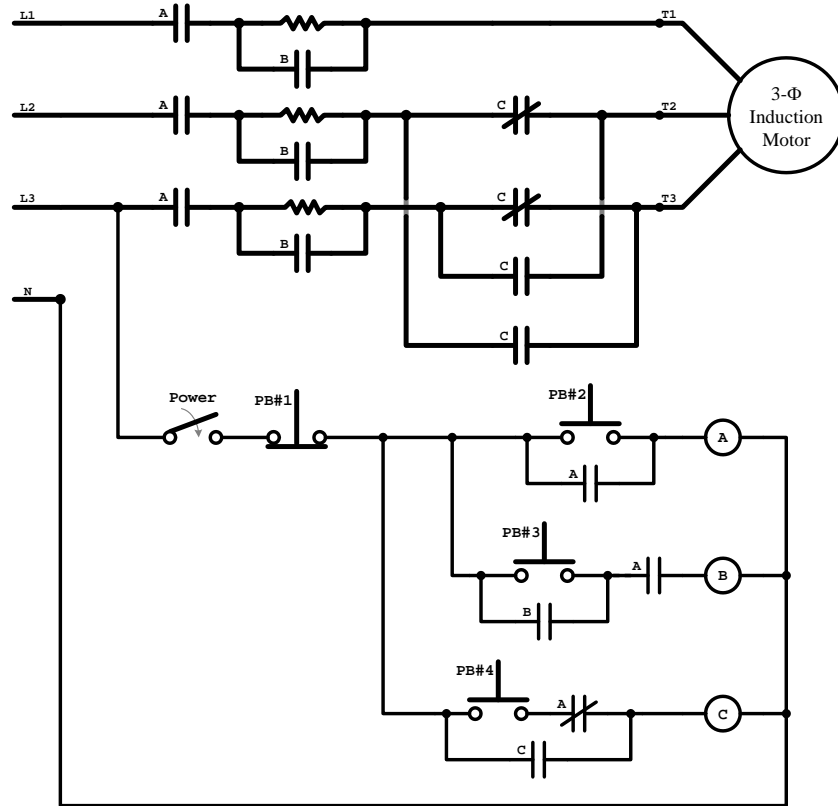 L1
A
B
T1
L2
A
B
C
T2
3-Φ
Induction
Motor
L3
A
B
C
T3
C
N
C
Power
PB#1
PB#2
A
A
PB#3
A
B
B
PB#4
A
C
C